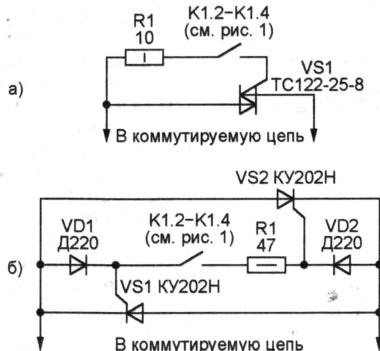 R1
10
K1.2–K1.4
(см. рис. 1)
VS1
ТС122-25-8
а)
В коммутируемую цепь
VS2 КУ202Н
VD1
Д220
K1.2–K1.4
(см. рис. 1)
R1
47
VD2
Д220
б)
VS1 КУ202Н
В коммутируемую цепь